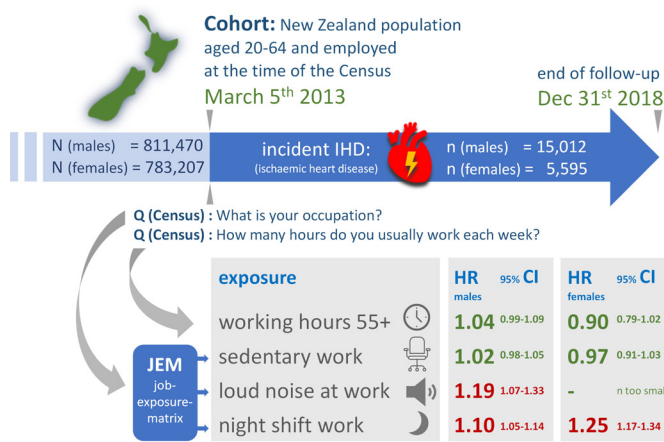 Cohort: New Zealand population
aged 20-64 and employed
at the time of the Census
March 5th 2013
end of follow-up
Dec 31st 2018
N (males) = 811,470
N (females) = 783,207
incident IHD:
(ischaemic heart disease)
n (males) = 15,012
n (females) = 5,595
Q (Census) : What is your occupation?
Q (Census) : How many hours do you usually work each week?
exposure HR 95% CI HR 95% CI
males females
working hours 55+ 1.04 0.99-1.09 0.90 0.79-1.02
sedentary work 1.02 0.98-1.05 0.97 0.91-1.03
loud noise at work 1.19 1.07-1.33 - n too smal
night shift work 1.10 1.05-1.14 1.25 1.17-1.34
JEM
job-
exposure-
matrix